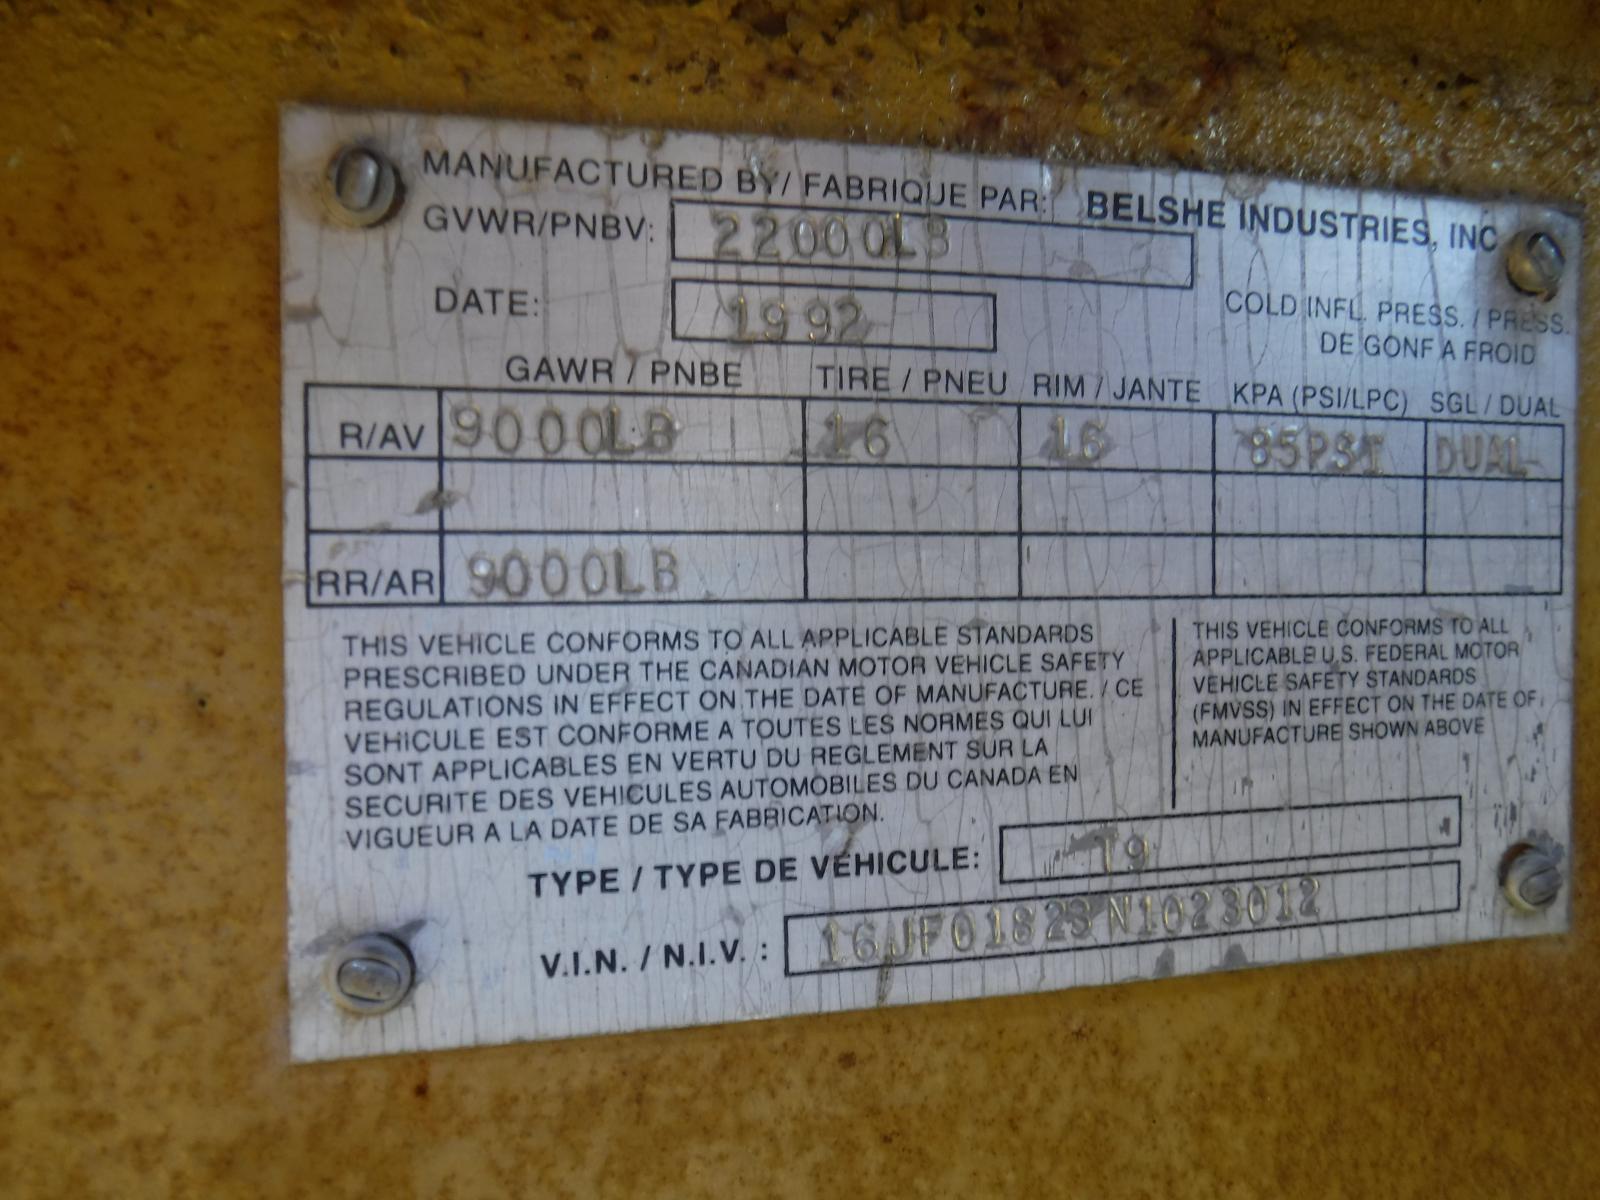 MANUFACTURED BY/ FABRIQUE PAR: BELSHE INDUSTRIES, INC
GVWR/PNBV: 22000LB
DATE: 1992
COLD INFL. PRESS. / PRESS.
DE GONF A FROID
GAWR / PNBE TIRE / PNEU RIM / JANTE KPA (PSI/LPC) SGL / DUAL
R/AV 9000LB 16 16 85PSI DUAL
RR/AR 9000LB
THIS VEHICLE CONFORMS TO ALL APPLICABLE STANDARDS
PRESCRIBED UNDER THE CANADIAN MOTOR VEHICLE SAFETY
REGULATIONS IN EFFECT ON THE DATE OF MANUFACTURE. / CE
VEHICULE EST CONFORME A TOUTES LES NORMES QUI LUI
SONT APPLICABLES EN VERTU DU REGLEMENT SUR LA
SECURITE DES VEHICULES AUTOMOBILES DU CANADA EN
VIGUEUR A LA DATE DE SA FABRICATION.
THIS VEHICLE CONFORMS TO ALL
APPLICABLE U.S. FEDERAL MOTOR
VEHICLE SAFETY STANDARDS
(FMVSS) IN EFFECT ON THE DATE OF
MANUFACTURE SHOWN ABOVE
TYPE / TYPE DE VEHICULE: T9
V.I.N. / N.I.V. : 16JF01823N1023012